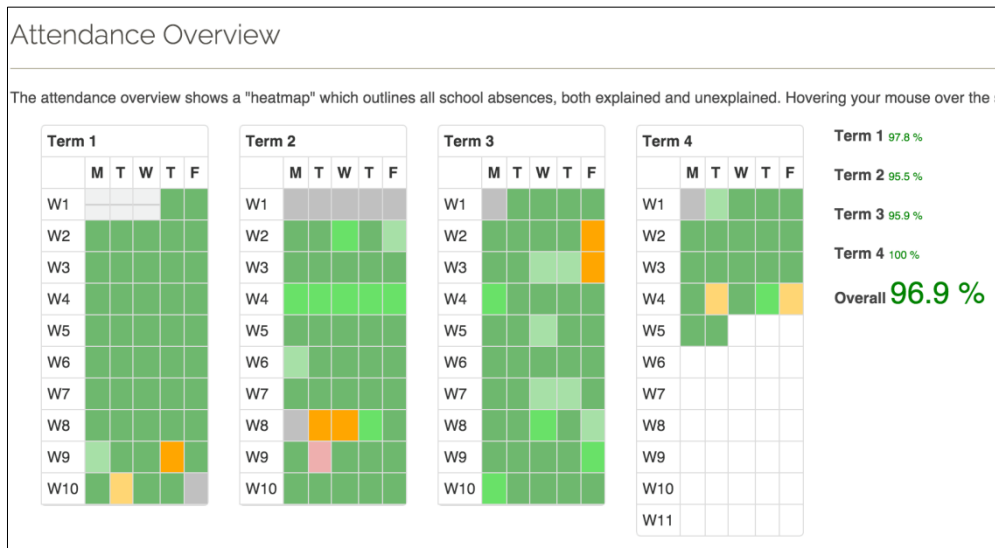 Attendance Overview
The attendance overview shows a "heatmap" which outlines all school absences, both explained and unexplained. Hovering your mouse over the
Term 1
M T W T F
W1
W2
W3
W4
W5
W6
W7
W8
W9
W10
Term 2
M T W T F
W1
W2
W3
W4
W5
W6
W7
W8
W9
W10
Term 3
M T W T F
W1
W2
W3
W4
W5
W6
W7
W8
W9
W10
Term 4
M T W T F
W1
W2
W3
W4
W5
W6
W7
W8
W9
W10
W11
Term 1 97.8 %
Term 2 95.5 %
Term 3 95.9 %
Term 4 100 %
Overall 96.9 %